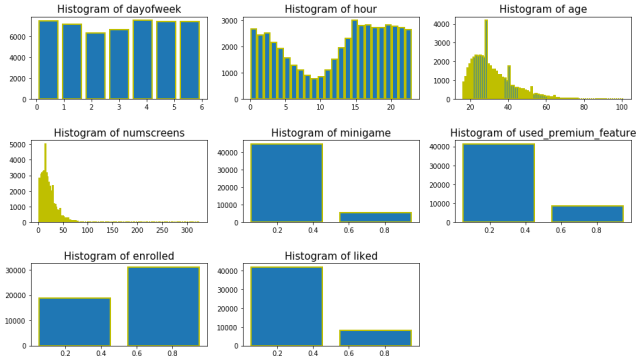 Histogram of dayofweek
6000
4000
2000
0
0 1 2 3 4 5 6
Histogram of hour
3000
2000
1000
0
0 5 10 15 20
Histogram of age
4000
2000
0
20 40 60 80 100
Histogram of numscreens
5000
4000
3000
2000
1000
0
0 50 100 150 200 250 300
Histogram of minigame
40000
30000
20000
10000
0
0.2 0.4 0.6 0.8
Histogram of used_premium_feature
40000
30000
20000
10000
0
0.2 0.4 0.6 0.8
Histogram of enrolled
30000
20000
10000
0
0.2 0.4 0.6 0.8
Histogram of liked
40000
30000
20000
10000
0
0.2 0.4 0.6 0.8